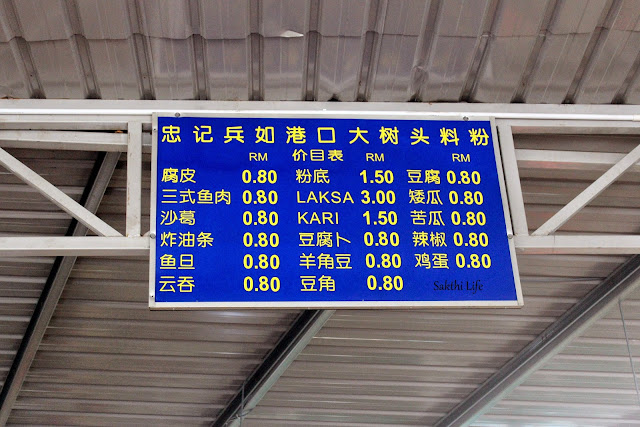 忠记兵如港口大树头料粉
RM 价目表 RM RM
腐皮 0.80 粉底 1.50 豆腐 0.80
三式鱼肉 0.80 LAKSA 3.00 矮瓜 0.80
沙葛 0.80 KARI 1.50 苦瓜 0.80
炸油条 0.80 豆腐卜 0.80 辣椒 0.80
鱼旦 0.80 羊角豆 0.80 鸡蛋 0.80
云吞 0.80 豆角 0.80
Sakthi Life